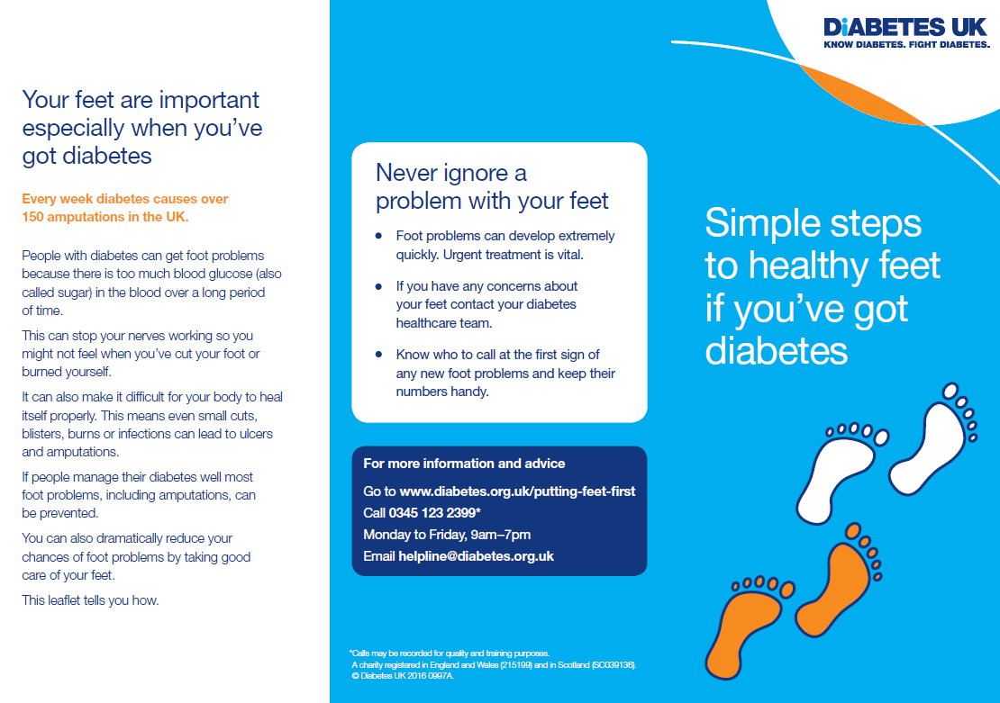 Your feet are important
especially when you've
got diabetes
Every week diabetes causes over
150 amputations in the UK.
People with diabetes can get foot problems
because there is too much blood glucose (also
called sugar) in the blood over a long period
of time.
This can stop your nerves working so you
might not feel when you've cut your foot or
burned yourself.
It can also make it difficult for your body to heal
itself properly. This means even small cuts,
blisters, burns or infections can lead to ulcers
and amputations.
If people manage their diabetes well most
foot problems, including amputations, can
be prevented.
You can also dramatically reduce your
chances of foot problems by taking good
care of your feet.
This leaflet tells you how.
Never ignore a
problem with your feet
• Foot problems can develop extremely
quickly. Urgent treatment is vital.
• If you have any concerns about
your feet contact your diabetes
healthcare team.
• Know who to call at the first sign of
any new foot problems and keep their
numbers handy.
For more information and advice
Go to www.diabetes.org.uk/putting-feet-first
Call 0345 123 2399*
Monday to Friday, 9am–7pm
Email helpline@diabetes.org.uk
*Calls may be recorded for quality and training purposes.
A charity registered in England and Wales (215199) and in Scotland (SC039136).
© Diabetes UK 2016 0997A.
DiABETES UK
KNOW DIABETES. FIGHT DIABETES.
Simple steps
to healthy feet
if you've got
diabetes